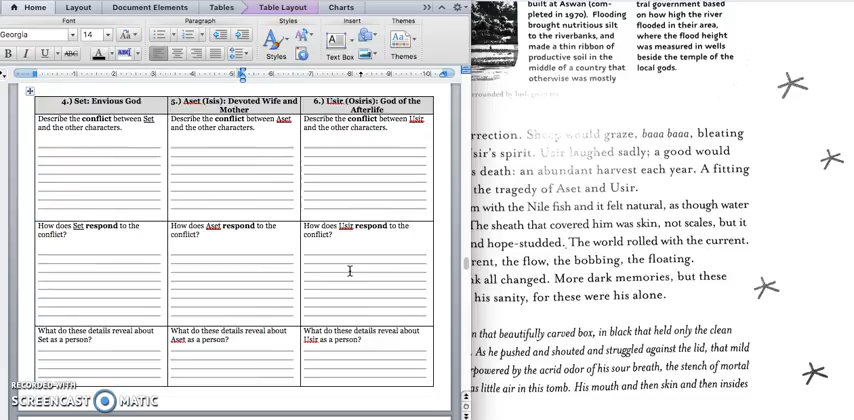 Home Layout Document Elements Tables Table Layout Charts
Font Paragraph Styles Insert Themes
Georgia 14
B I U ABC A ABC
Styles Text Box Themes
4.) Set: Envious God
5.) Aset (Isis): Devoted Wife and
Mother
6.) Usir (Osiris): God of the
Afterlife
Describe the conflict between Set
and the other characters.
Describe the conflict between Aset
and the other characters.
Describe the conflict between Usir
and the other characters.
How does Set respond to the
conflict?
How does Aset respond to the
conflict?
How does Usir respond to the
conflict?
What do these details reveal about
Set as a person?
What do these details reveal about
Aset as a person?
What do these details reveal about
Usir as a person?
RECORDED WITH
SCREENCAST MATIC
built at Aswan (com-
pleted in 1970). Flooding
brought nutritious silt
to the riverbanks, and
made a thin ribbon of
productive soil in the
middle of a country that
otherwise was mostly
tral government based
on how high the river
flooded in their area,
where the flood height
was measured in wells
beside the temple of the
local gods.
rrounded by lush
rrection. Sheep would graze, baaa baaa, bleating
sir's spirit. Usir laughed sadly; a good would
s death: an abundant harvest each year. A fitting
the tragedy of Aset and Usir.
m with the Nile fish and it felt natural, as though water
The sheath that covered him was skin, not scales, but it
nd hope-studded. The world rolled with the current.
rent, the flow, the bobbing, the floating.
nk all changed. More dark memories, but these
his sanity, for these were his alone.
n that beautifully carved box, in black that held only the clean
. As he pushed and shouted and struggled against the lid, that mild
rpowered by the acrid odor of his sour breath, the stench of mortal
as little air in this tomb. His mouth and then skin and then insides